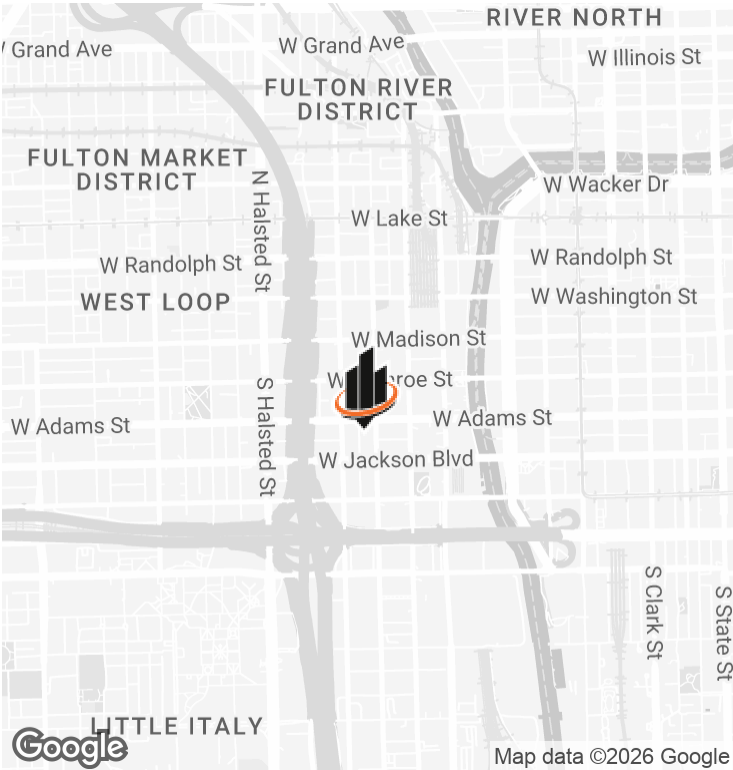 RIVER NORTH
W Grand Ave
W Grand Ave
W Illinois St
FULTON RIVER
DISTRICT
FULTON MARKET
DISTRICT
N Halsted St
W Wacker Dr
W Lake St
W Randolph St
W Randolph St
WEST LOOP
W Washington St
W Madison St
W roe St
S Halsted St
W Adams St
W Adams St
W Jackson Blvd
S Clark St
S State St
LITTLE ITALY
Google
Map data ©2026 Google